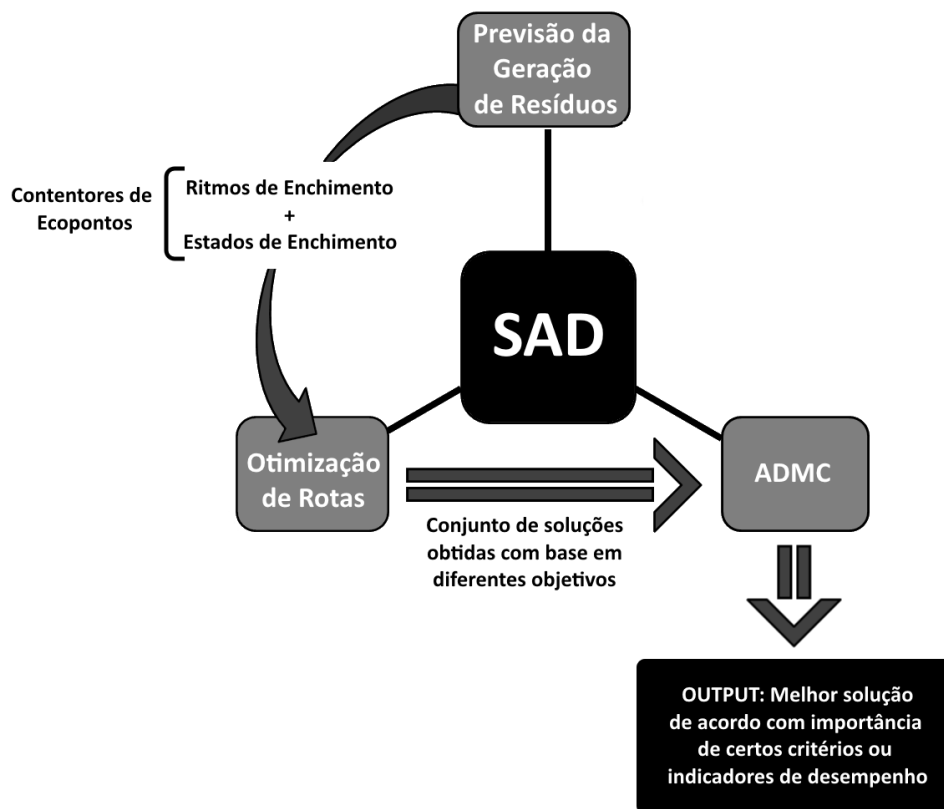 Previsão da
Geração
de Resíduos
Contentores de
Ecopontos
Ritmos de Enchimento
+
Estados de Enchimento
SAD
Otimização
de Rotas
ADMC
Conjunto de soluções
obtidas com base em
diferentes objetivos
OUTPUT: Melhor solução
de acordo com importância
de certos critérios ou
indicadores de desempenho